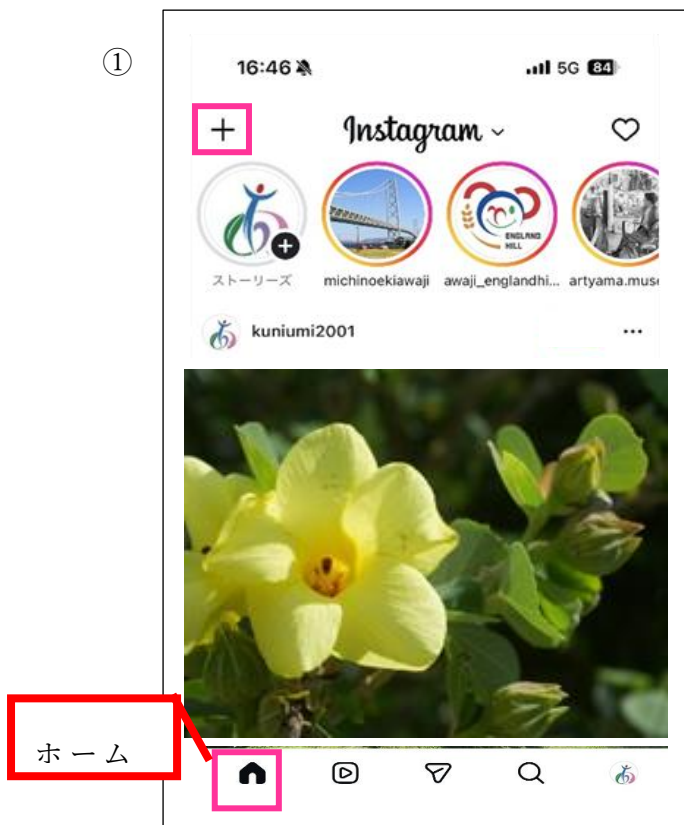 ①
16:46
5G 84
Instagram
ENGLAND
HILL
ストーリーズ michinoekiawaji awaji_englandhi... artyama.muse
kuniumi2001
ホーム